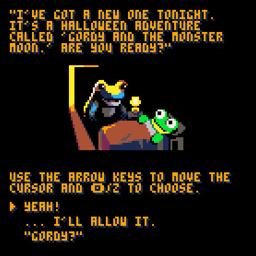 "I'VE GOT A NEW ONE TONIGHT.
IT'S A HALLOWEEN ADVENTURE
CALLED 'GORDY AND THE MONSTER
MOON.' ARE YOU READY?"
USE THE ARROW KEYS TO MOVE THE
CURSOR AND 🅾️/Z TO CHOOSE.
YEAH!
... I'LL ALLOW IT.
"GORDY?"